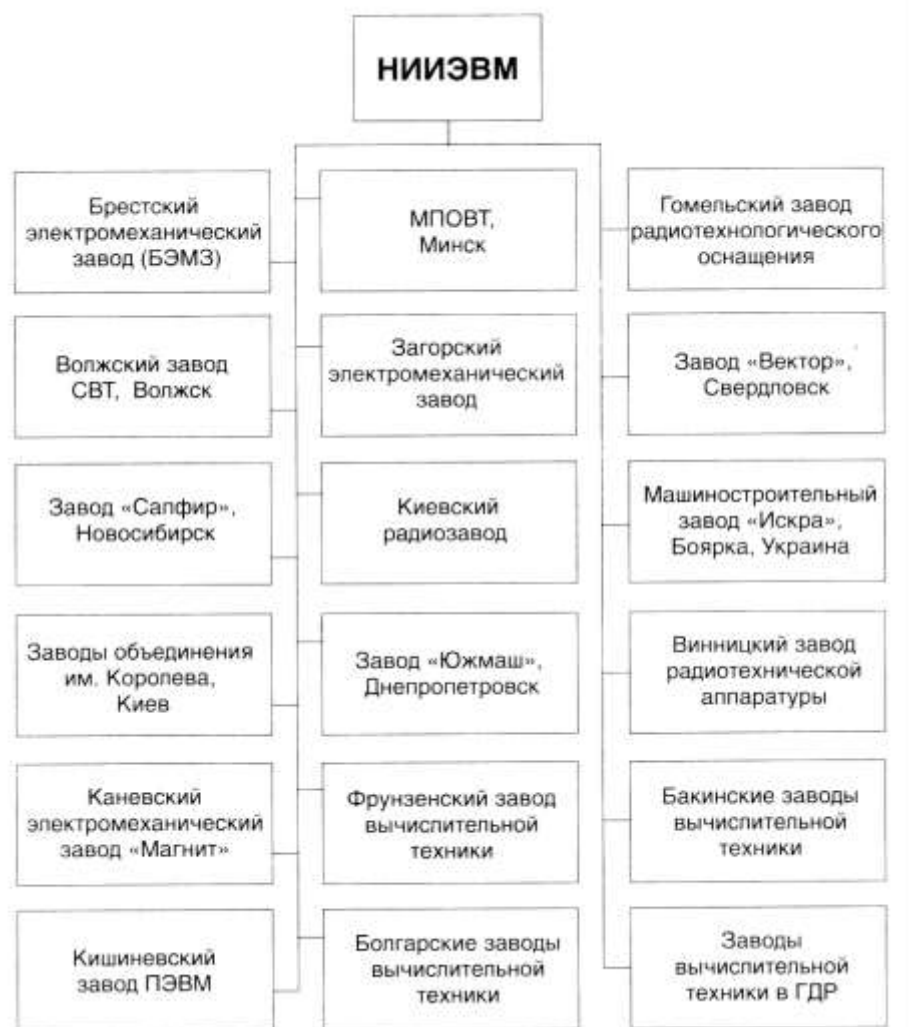 НИИЭВМ
Брестский
электромеханический
завод (БЭМЗ)
МПОВТ,
Минск
Гомельский завод
радиотехнологического
оснащения
Волжский завод
СВТ, Волжск
Загорский
электромеханический
завод
Завод «Вектор»,
Свердловск
Завод «Сапфир»,
Новосибирск
Киевский
радиозавод
Машиностроительный
завод «Искра»,
Боярка, Украина
Заводы объединения
им. Королева,
Киев
Завод «Южмаш»,
Днепропетровск
Винницкий завод
радиотехнической
аппаратуры
Каневский
электромеханический
завод «Магнит»
Фрунзенский завод
вычислительной
техники
Бакинские заводы
вычислительной
техники
Кишиневский
завод ПЭВМ
Болгарские заводы
вычислительной
техники
Заводы
вычислительной
техники в ГДР